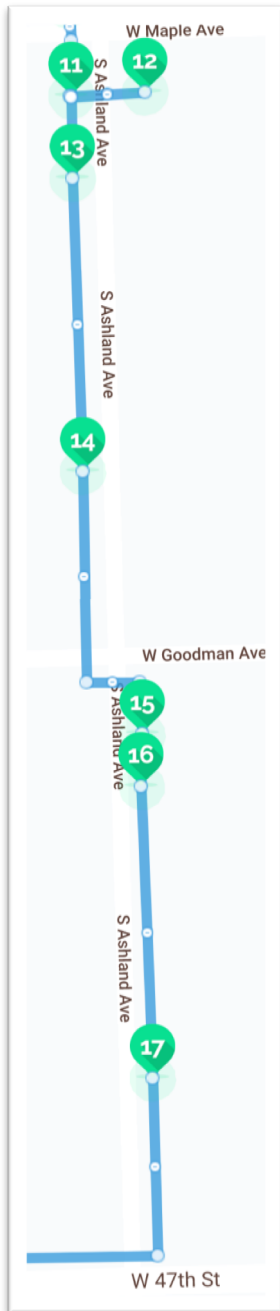 W Maple Ave
11
12
S Ashland Ave
13
S Ashland Ave
14
W Goodman Ave
15
S Ashland Ave
16
S Ashland Ave
17
W 47th St